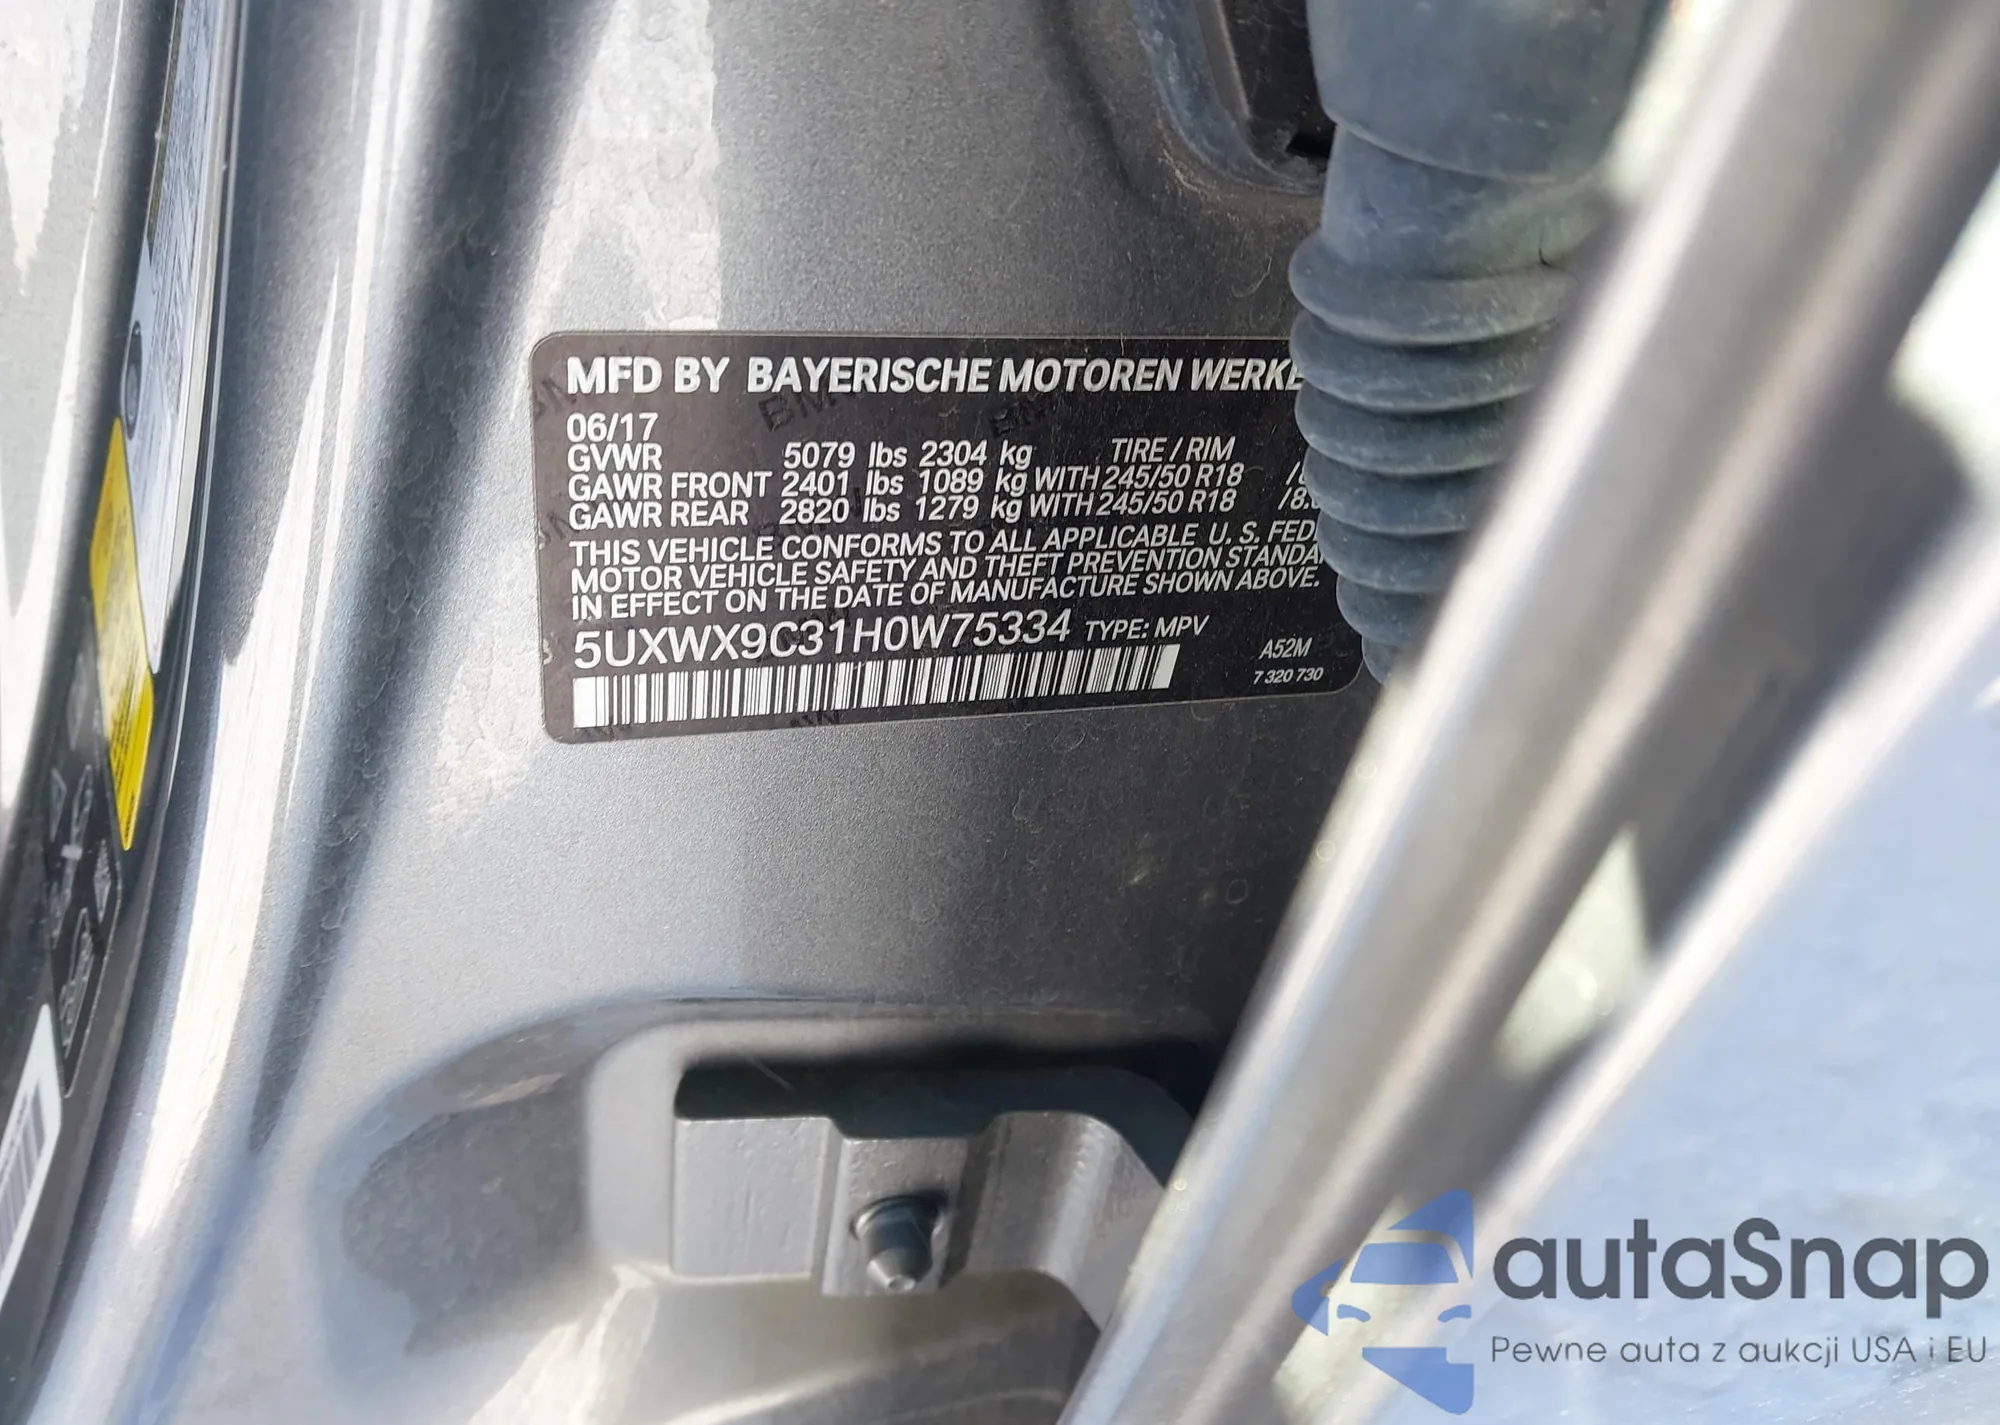 MFD BY BAYERISCHE MOTOREN WERKE
06/17
GVWR 5079 lbs 2304 kg TIRE / RIM
GAWR FRONT 2401 lbs 1089 kg WITH 245/50 R18
GAWR REAR 2820 lbs 1279 kg WITH 245/50 R18 /8.
THIS VEHICLE CONFORMS TO ALL APPLICABLE U. S. FED
MOTOR VEHICLE SAFETY AND THEFT PREVENTION STANDA
IN EFFECT ON THE DATE OF MANUFACTURE SHOWN ABOVE.
5UXWX9C31H0W75334 TYPE: MPV
A52M
7 320 730
autaSnap
Pewne auta z aukcji USA i EU